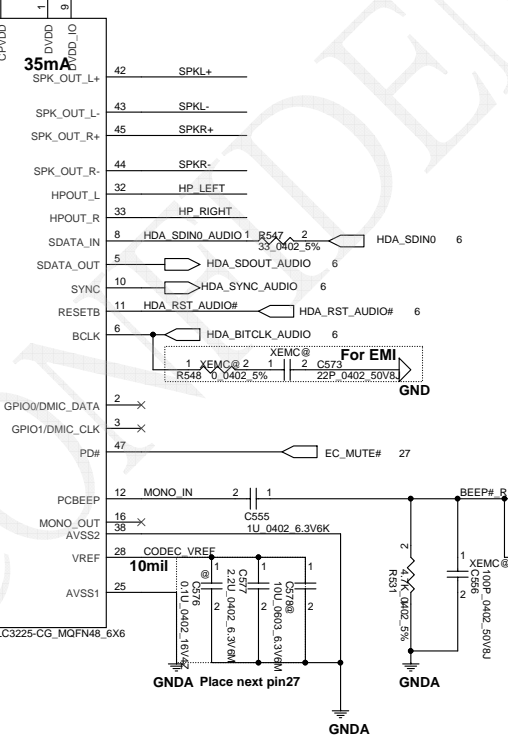 CPVDD
1
DVDD
9
DVDD_IO
35mA
SPK_OUT_L+ 42 SPKL+
SPK_OUT_L- 43 SPKL-
SPK_OUT_R+ 45 SPKR+
SPK_OUT_R- 44 SPKR-
HPOUT_L 32 HP_LEFT
HPOUT_R 33 HP_RIGHT
SDATA_IN 8 HDA_SDIN0_AUDIO 1 R547 2 HDA_SDIN0 6
33_0402_5%
SDATA_OUT 5 HDA_SDOUT_AUDIO 6
SYNC 10 HDA_SYNC_AUDIO 6
RESETB 11 HDA_RST_AUDIO# HDA_RST_AUDIO# 6
BCLK 6 HDA_BITCLK_AUDIO 6
XEMC@ For EMI
1 XEMC@ 2 1 2 C573
R548 0_0402_5% 22P_0402_50V8J
GND
GPIO0/DMIC_DATA 2
GPIO1/DMIC_CLK 3
PD# 47 EC_MUTE# 27
PCBEEP 12 MONO_IN 2 1 BEEP#_R
C555
1U_0402_6.3V6K
MONO_OUT 16
AVSS2 38
VREF 28 CODEC_VREF
10mil
AVSS1 25
1 2 @ C576 0.1U_0402_16V4Z
1 2 C577 2.2U_0402_6.3V6M
1 2 C578@ 10U_0603_6.3V6M
2 1 R531 4.7K_0402_5%
1 2 XEMC@ C556 100P_0402_50V8J
LC3225-CG_MQFN48_6X6
GNDA Place next pin27
GNDA
GNDA
CONFIDEN